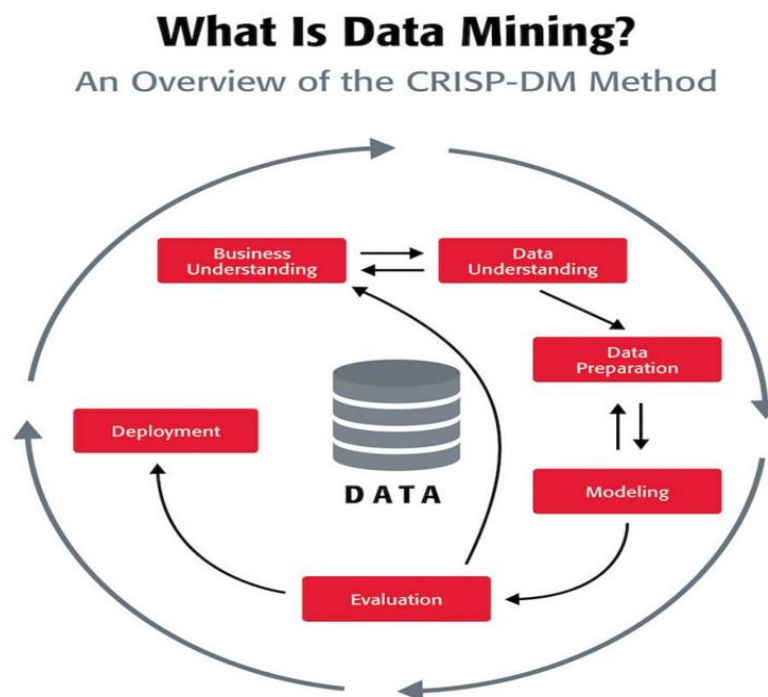 What Is Data Mining?
An Overview of the CRISP-DM Method
Business
Understanding
Data
Understanding
Data
Preparation
Deployment
DATA
Modeling
Evaluation